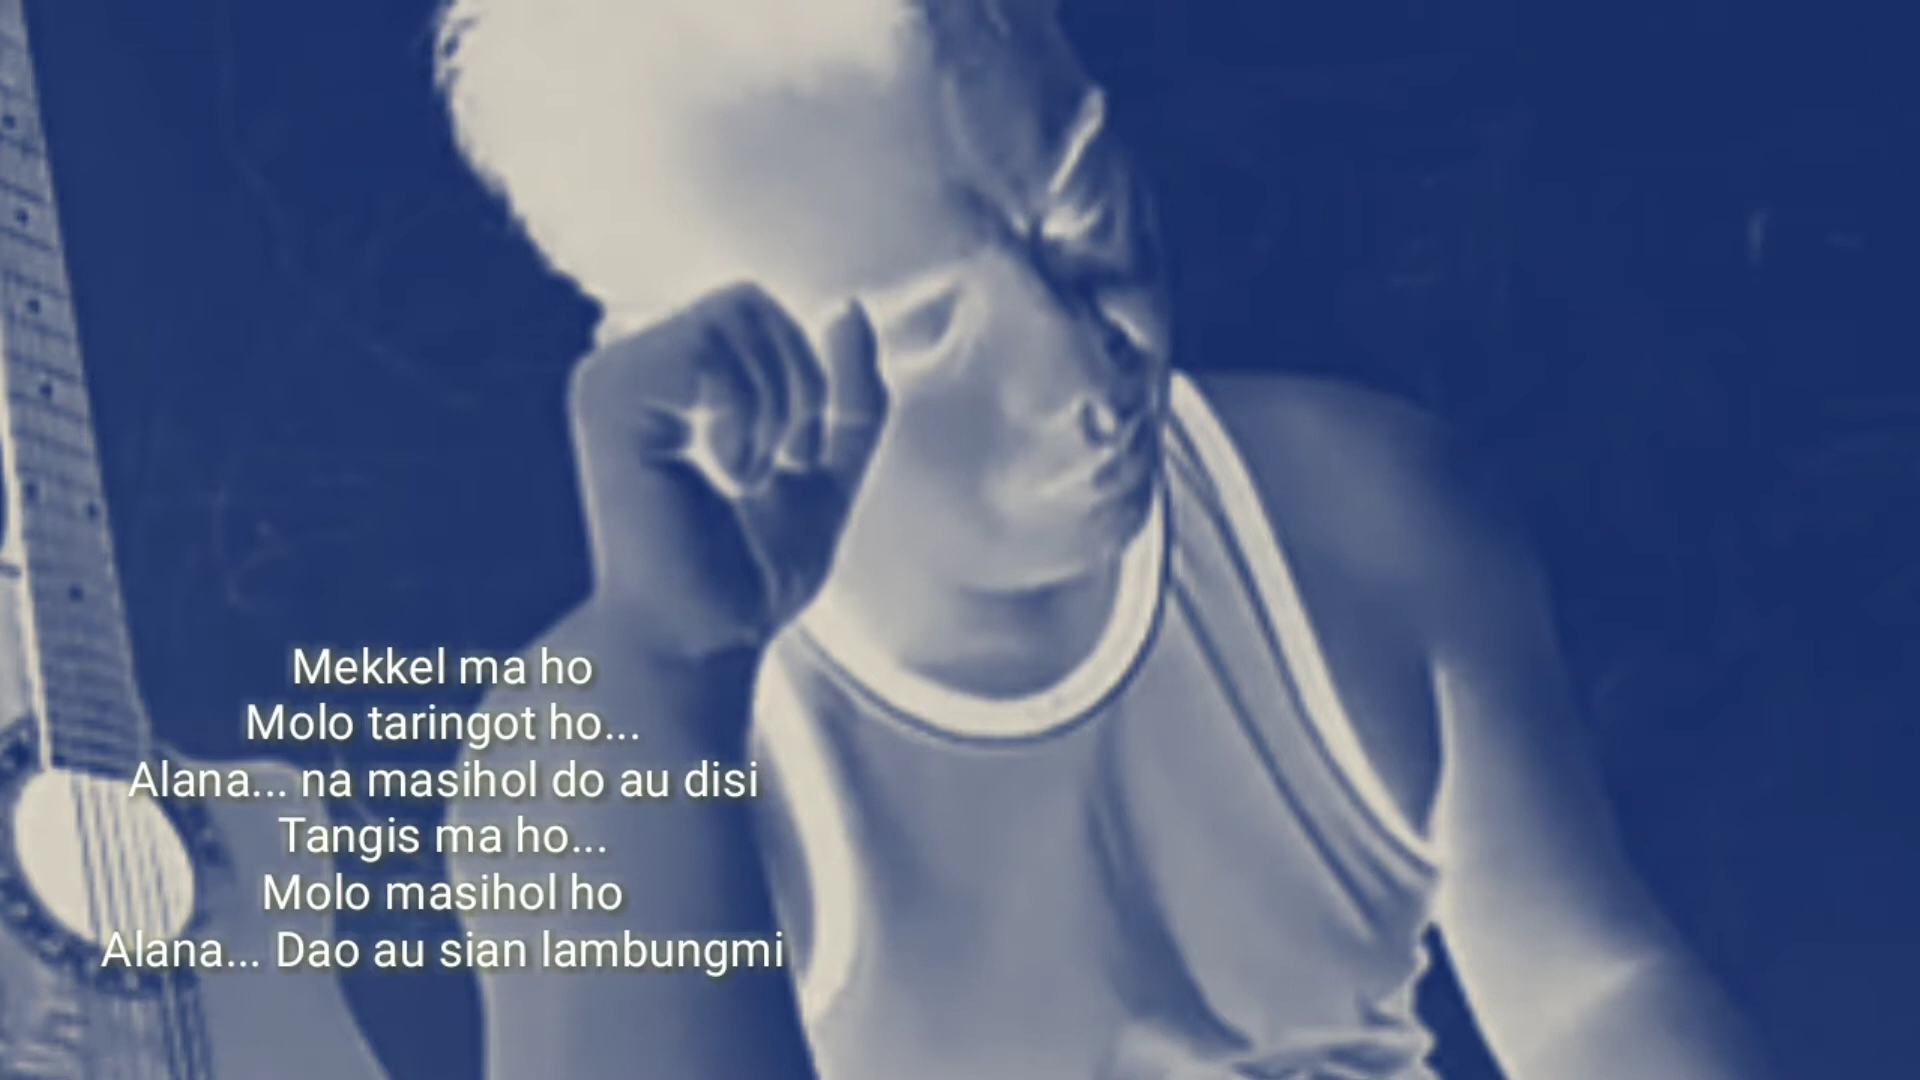 Mekkel ma ho
Molo taringot ho...
Alana... na masihol do au disi
Tangis ma ho...
Molo masihol ho
Alana... Dao au sian lambungmi